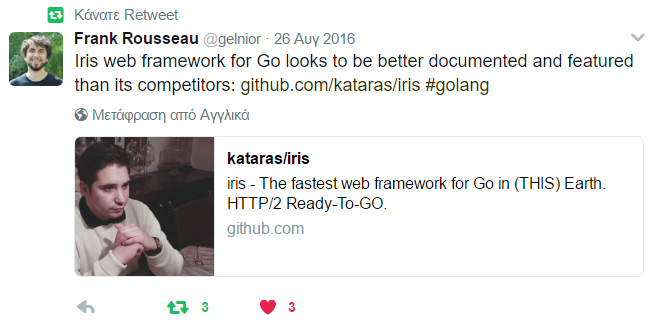 Κάνατε Retweet
Frank Rousseau @gelnior · 26 Αυγ 2016
Iris web framework for Go looks to be better documented and featured
than its competitors: github.com/kataras/iris #golang
Μετάφραση από Αγγλικά
kataras/iris
iris - The fastest web framework for Go in (THIS) Earth.
HTTP/2 Ready-To-GO.
github.com
3 3